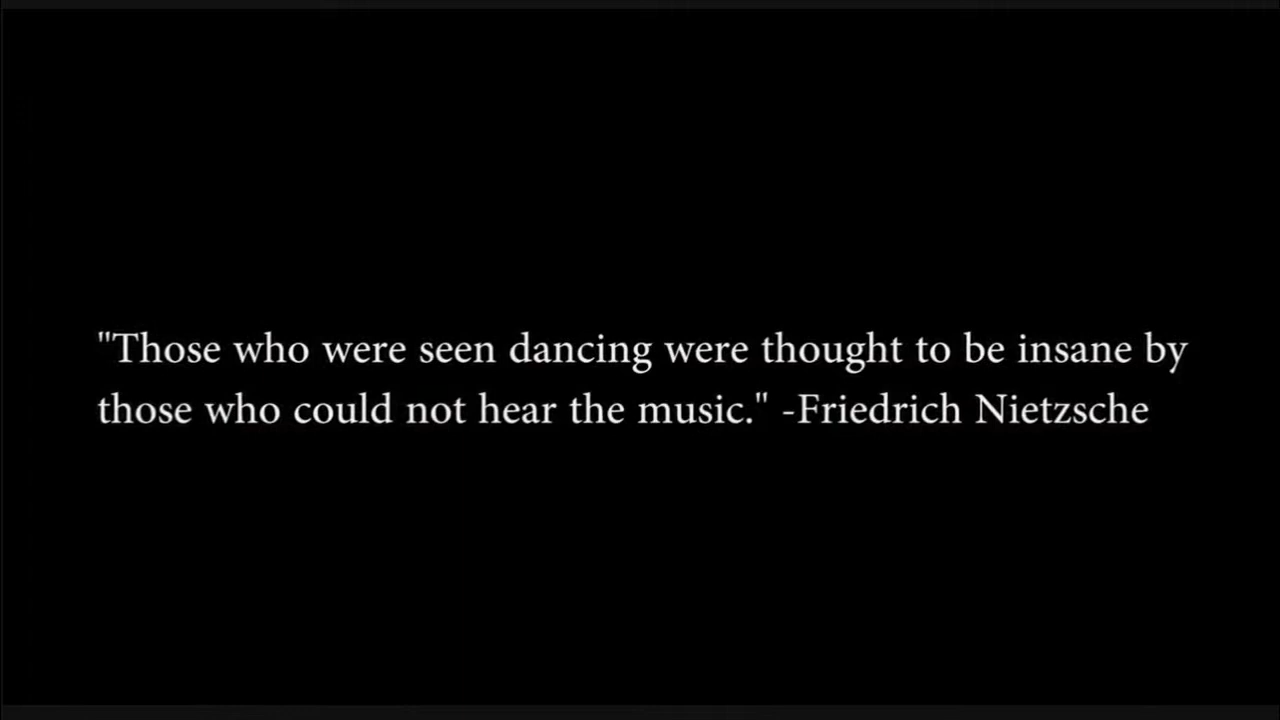 "Those who were seen dancing were thought to be insane by
those who could not hear the music." -Friedrich Nietzsche